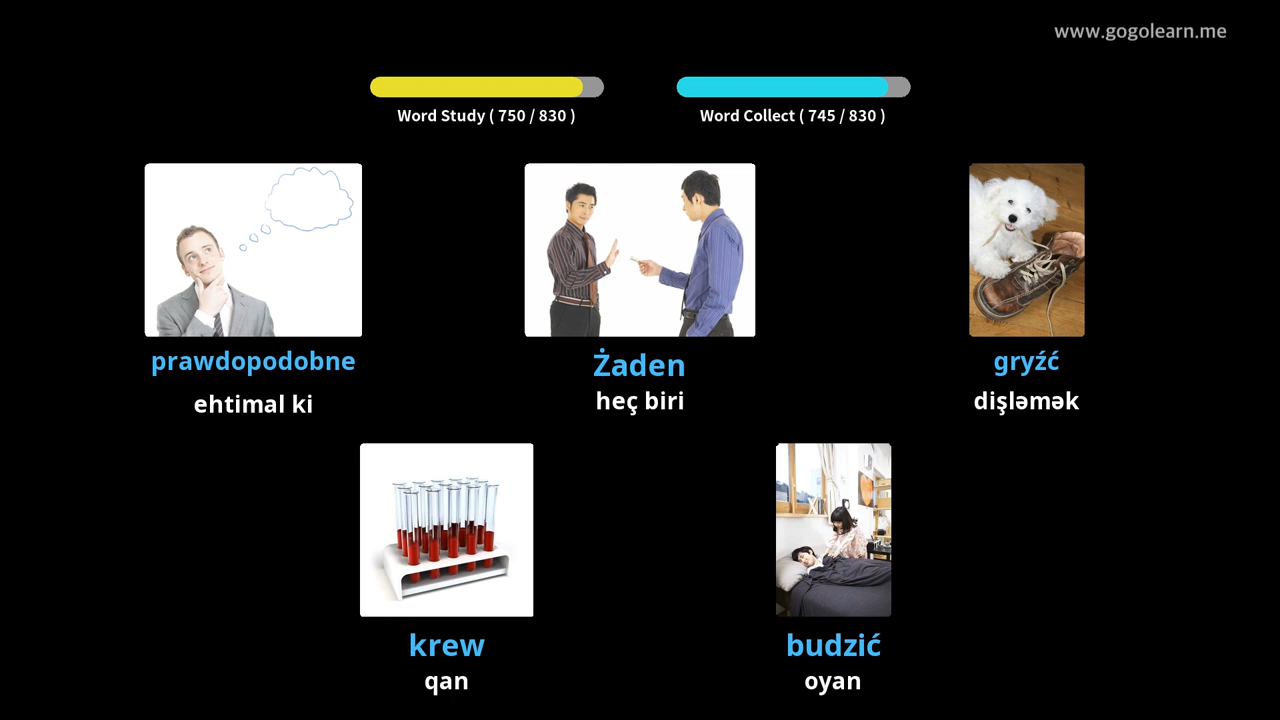 www.gogolearn.me
Word Study ( 750 / 830 )
Word Collect ( 745 / 830 )
prawdopodobne
ehtimal ki
Żaden
heç biri
gryźć
dişləmək
krew
qan
budzić
oyan